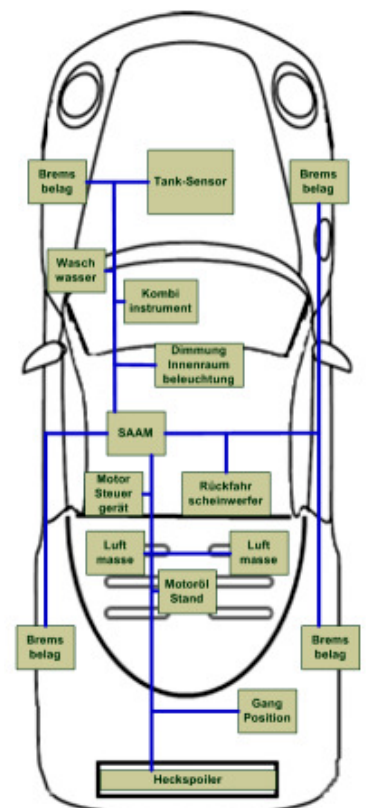 Brems
belag
Tank-Sensor
Brems
belag
Wasch
wasser
Kombi
instrument
Dimmung
Innenraum
beleuchtung
SAAM
Motor
Steuer
gerät
Rückfahr
scheinwerfer
Luft
masse
Luft
masse
Motoröl
Stand
Brems
belag
Brems
belag
Gang
Position
Heckspoiler